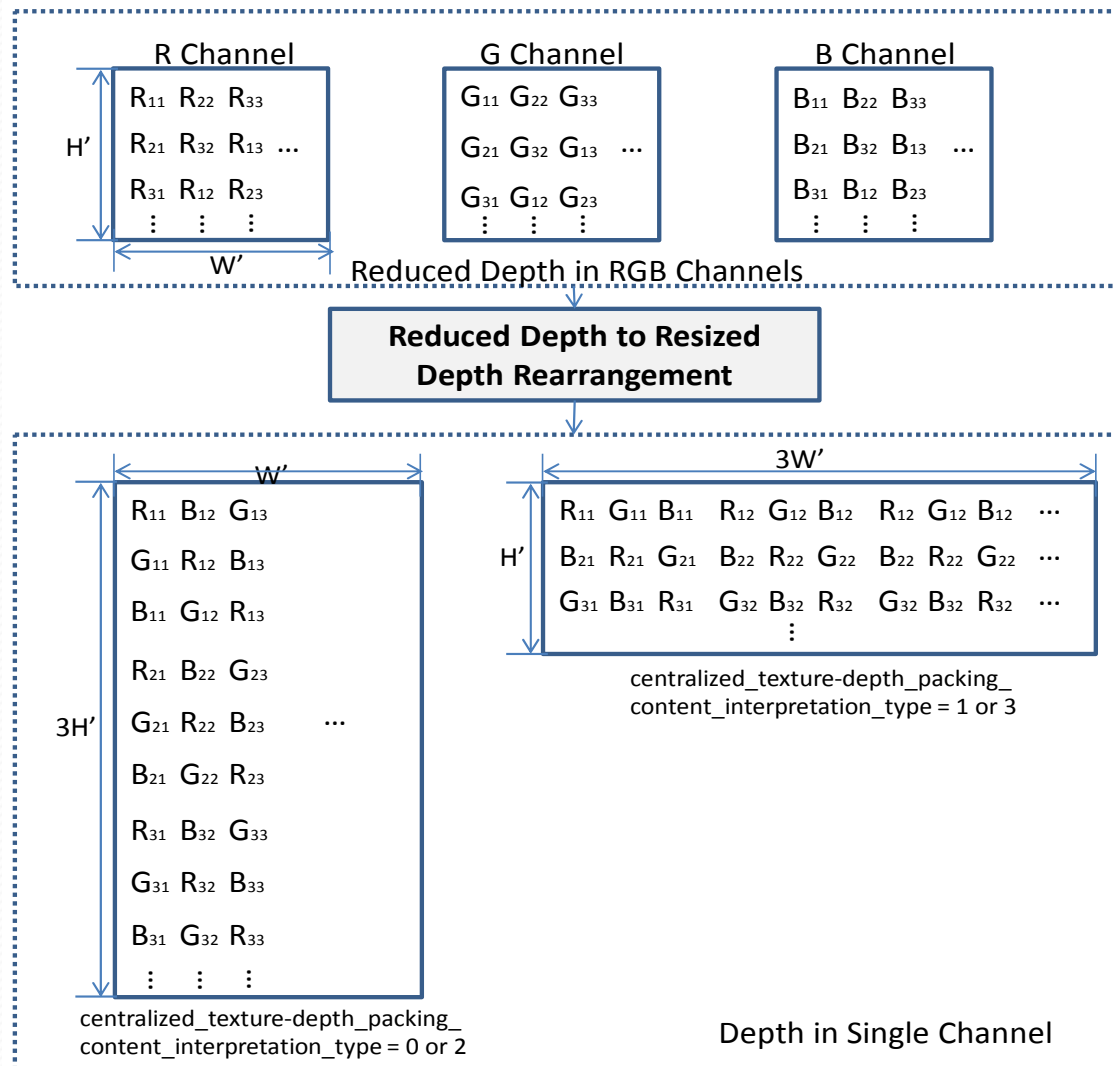 R Channel
G Channel
B Channel
R11 R22 R33
R21 R32 R13 ...
R31 R12 R23
⋮ ⋮ ⋮
H’
W’
G11 G22 G33
G21 G32 G13 ...
G31 G12 G23
⋮ ⋮ ⋮
B11 B22 B33
B21 B32 B13 ...
B31 B12 B23
⋮ ⋮ ⋮
Reduced Depth in RGB Channels
Reduced Depth to Resized
Depth Rearrangement
W’
3H’
R11 B12 G13
G11 R12 B13
B11 G12 R13
R21 B22 G23
G21 R22 B23 ...
B21 G22 R23
R31 B32 G33
G31 R32 B33
B31 G32 R33
⋮ ⋮ ⋮
centralized_texture-depth_packing_
content_interpretation_type = 0 or 2
3W’
H’
R11 G11 B11 R12 G12 B12 R12 G12 B12 ...
B21 R21 G21 B22 R22 G22 B22 R22 G22 ...
G31 B31 R31 G32 B32 R32 G32 B32 R32 ...
⋮
centralized_texture-depth_packing_
content_interpretation_type = 1 or 3
Depth in Single Channel